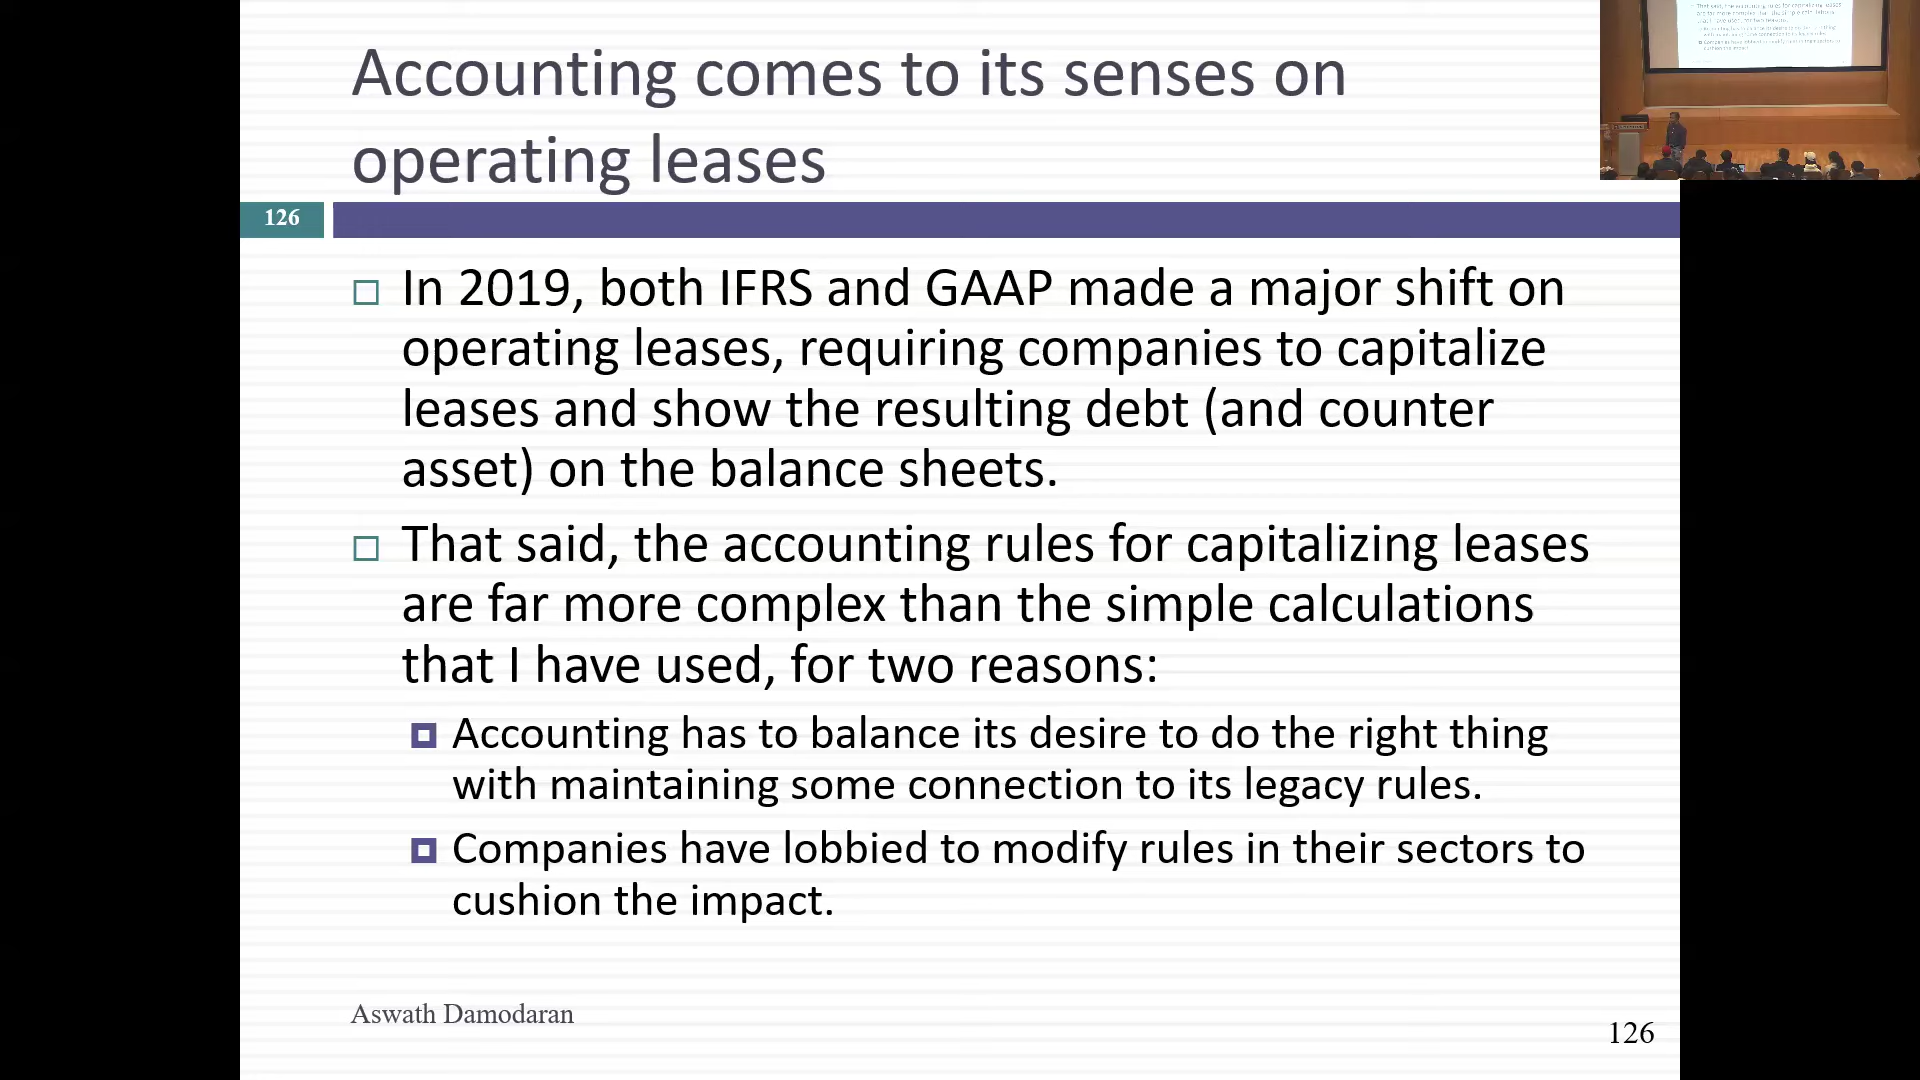 Accounting comes to its senses on
operating leases
126
In 2019, both IFRS and GAAP made a major shift on
operating leases, requiring companies to capitalize
leases and show the resulting debt (and counter
asset) on the balance sheets.
That said, the accounting rules for capitalizing leases
are far more complex than the simple calculations
that I have used, for two reasons:
Accounting has to balance its desire to do the right thing
with maintaining some connection to its legacy rules.
Companies have lobbied to modify rules in their sectors to
cushion the impact.
Aswath Damodaran
126